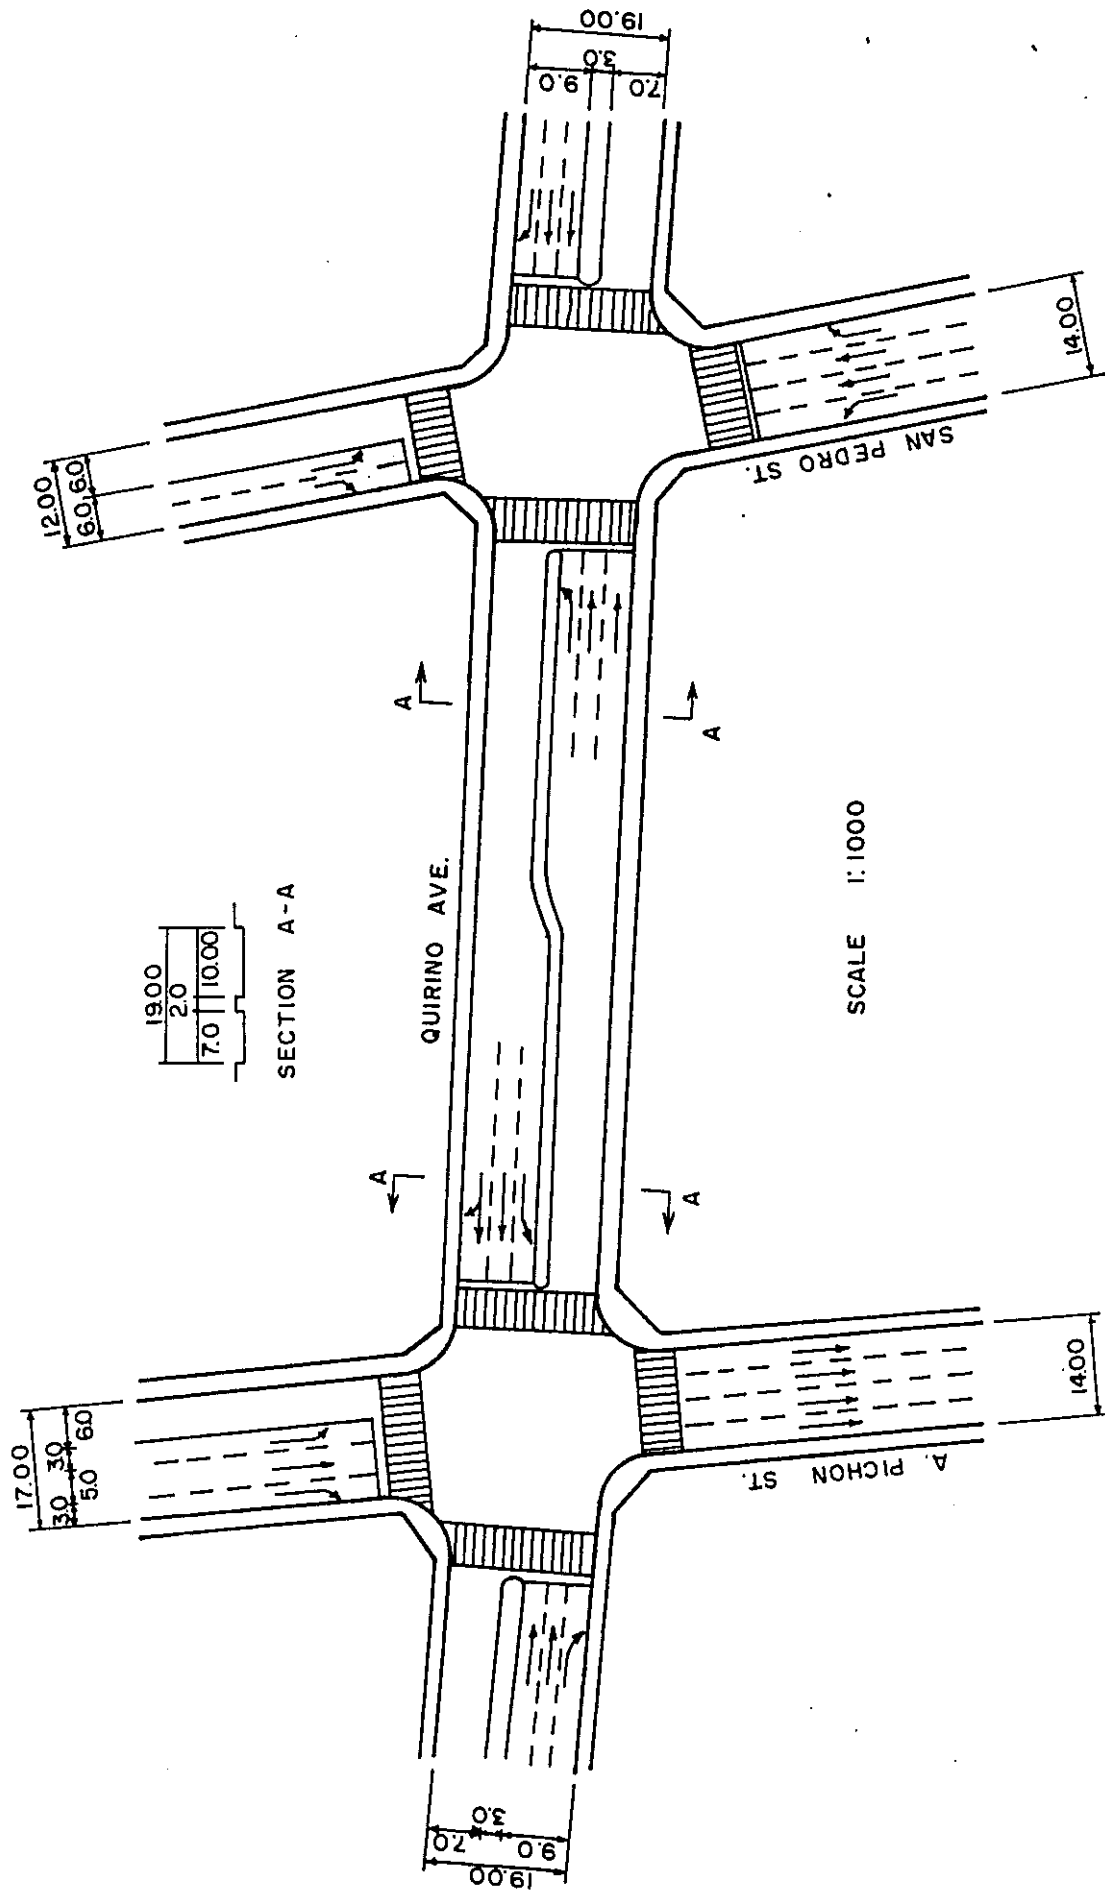 17.00
3.0 3.0
5.0 6.0
12.00
6.0 6.0
19.00
2.0
7.0 10.00
SECTION A-A
QUIRINO AVE.
A
A
A
A
19.00
7.0 3.0 9.0
19.00
9.0 3.0 7.0
A. PICHON ST.
14.00
SAN PEDRO ST.
14.00
SCALE 1:1000